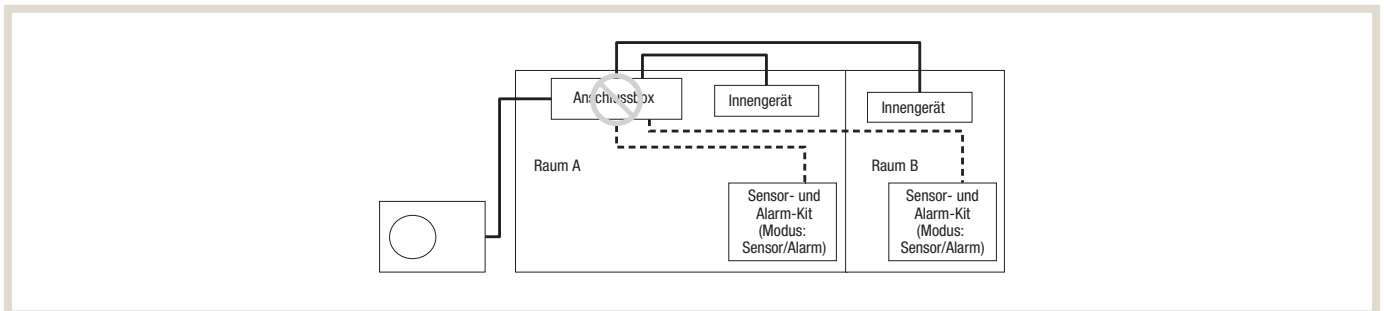 Anschlussbox
Innengerät
Innengerät
Raum A
Raum B
Sensor- und
Alarm-Kit
(Modus:
Sensor/Alarm)
Sensor- und
Alarm-Kit
(Modus:
Sensor/Alarm)